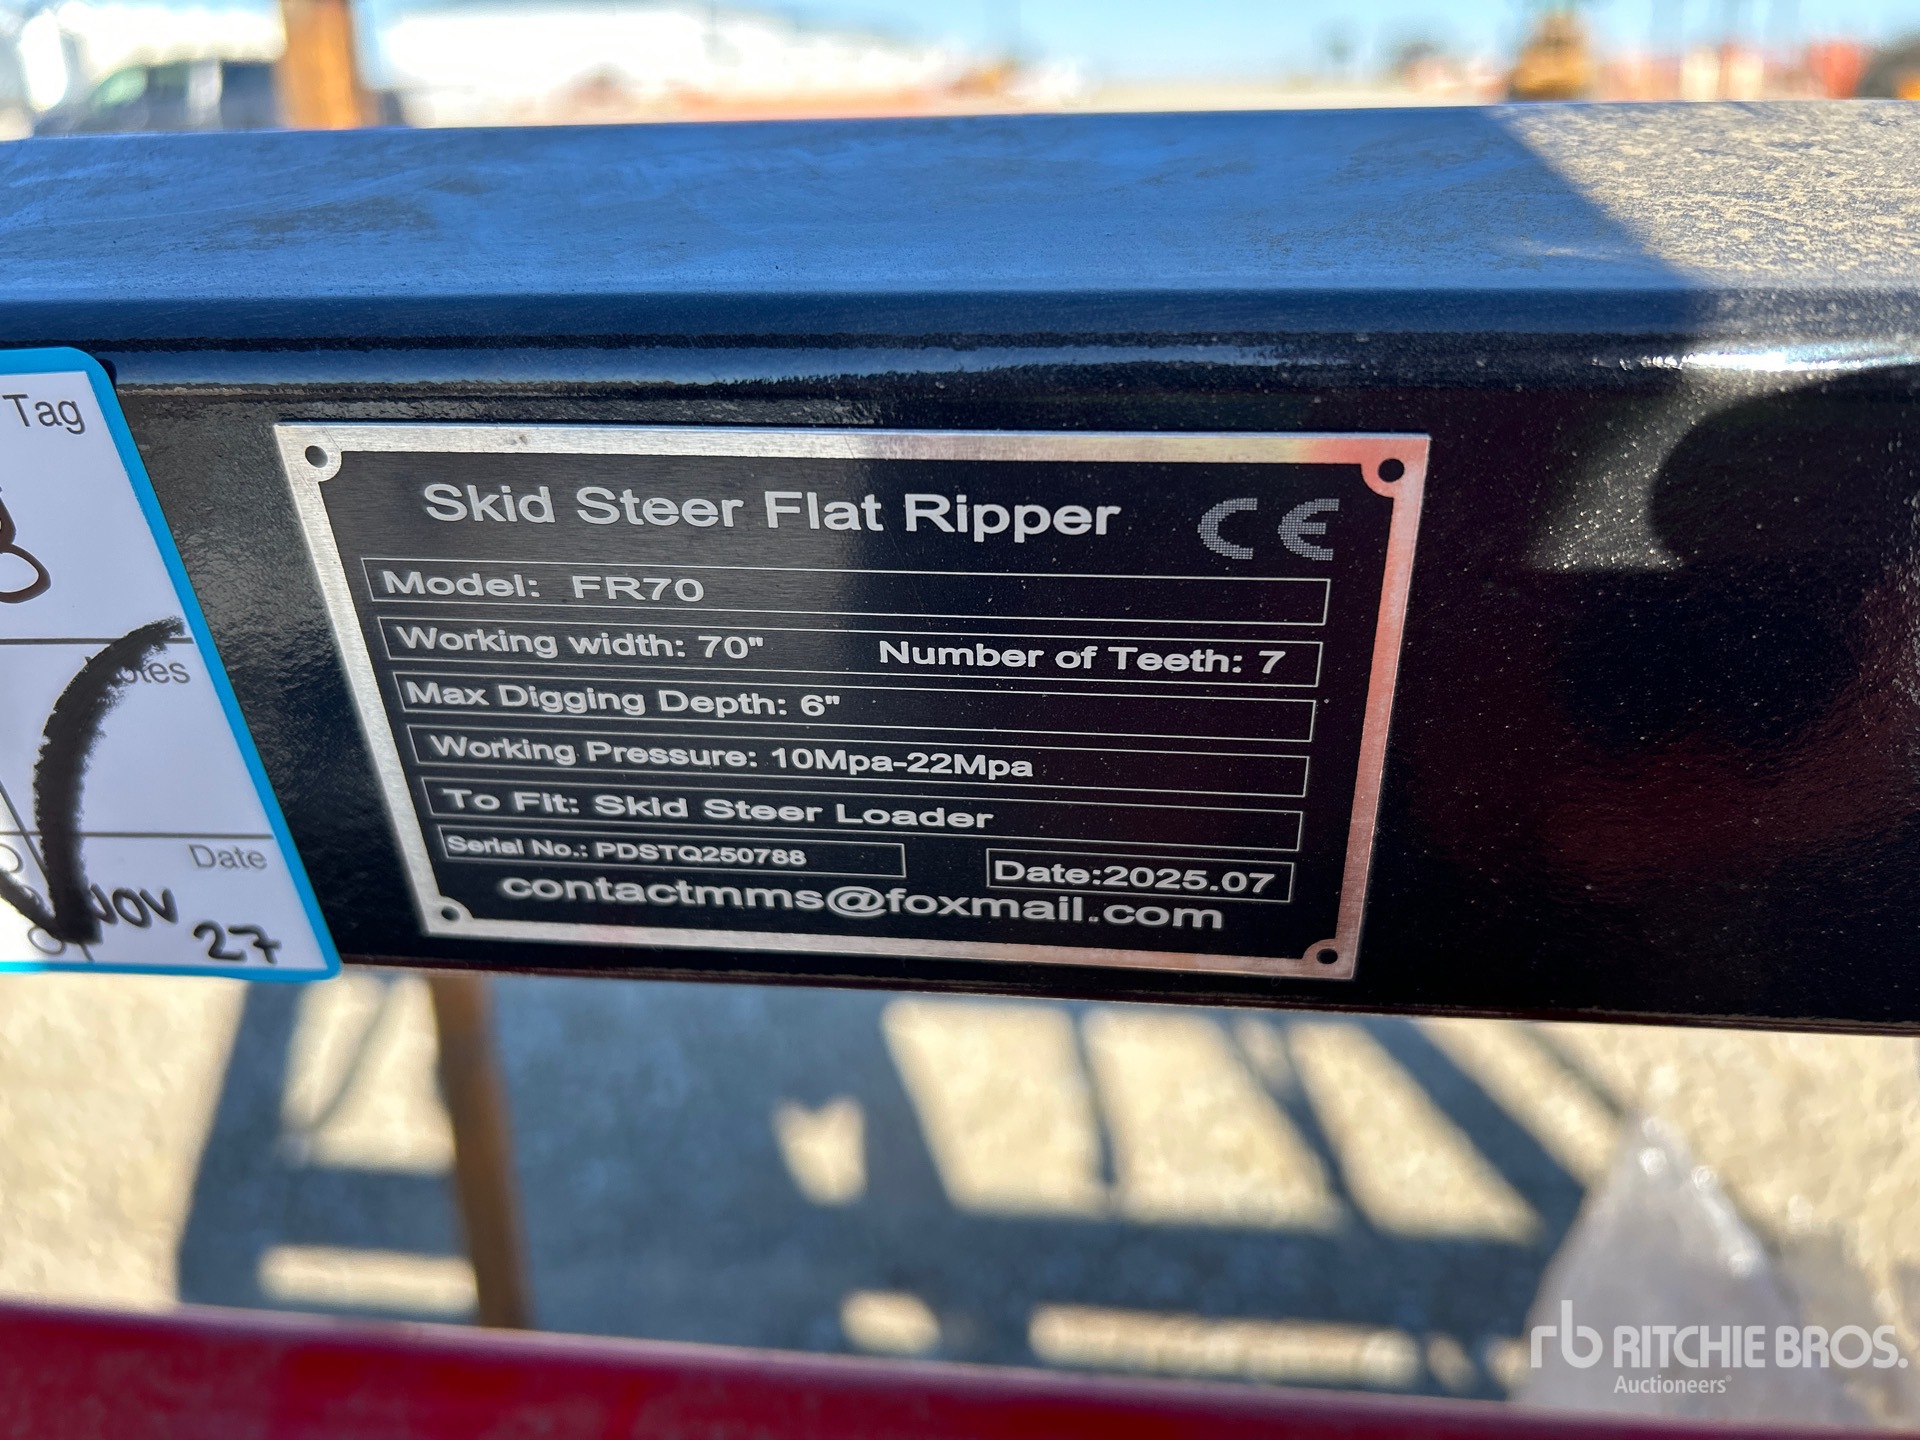 Tag
Notes
Date
NOV 27
Skid Steer Flat Ripper CE
Model: FR70
Working width: 70" Number of Teeth: 7
Max Digging Depth: 6"
Working Pressure: 10Mpa-22Mpa
To Fit: Skid Steer Loader
Serial No.: PDSTQ250788
Date:2025.07
contactmms@foxmail.com
rb RITCHIE BROS.
Auctioneers